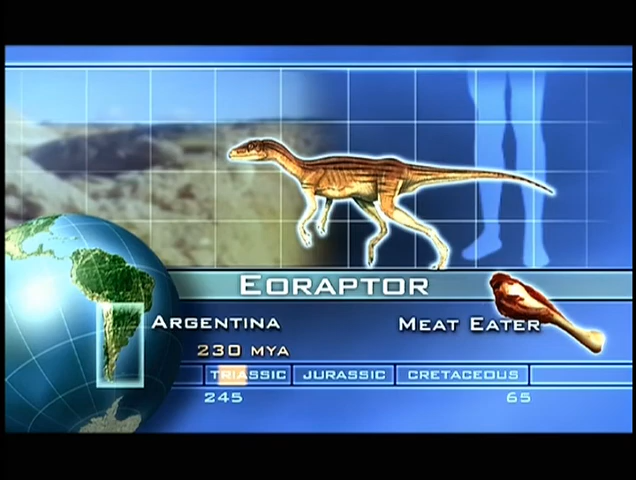 EORAPTOR
ARGENTINA
MEAT EATER
230 MYA
TRIASSIC JURASSIC CRETACEOUS
245 65